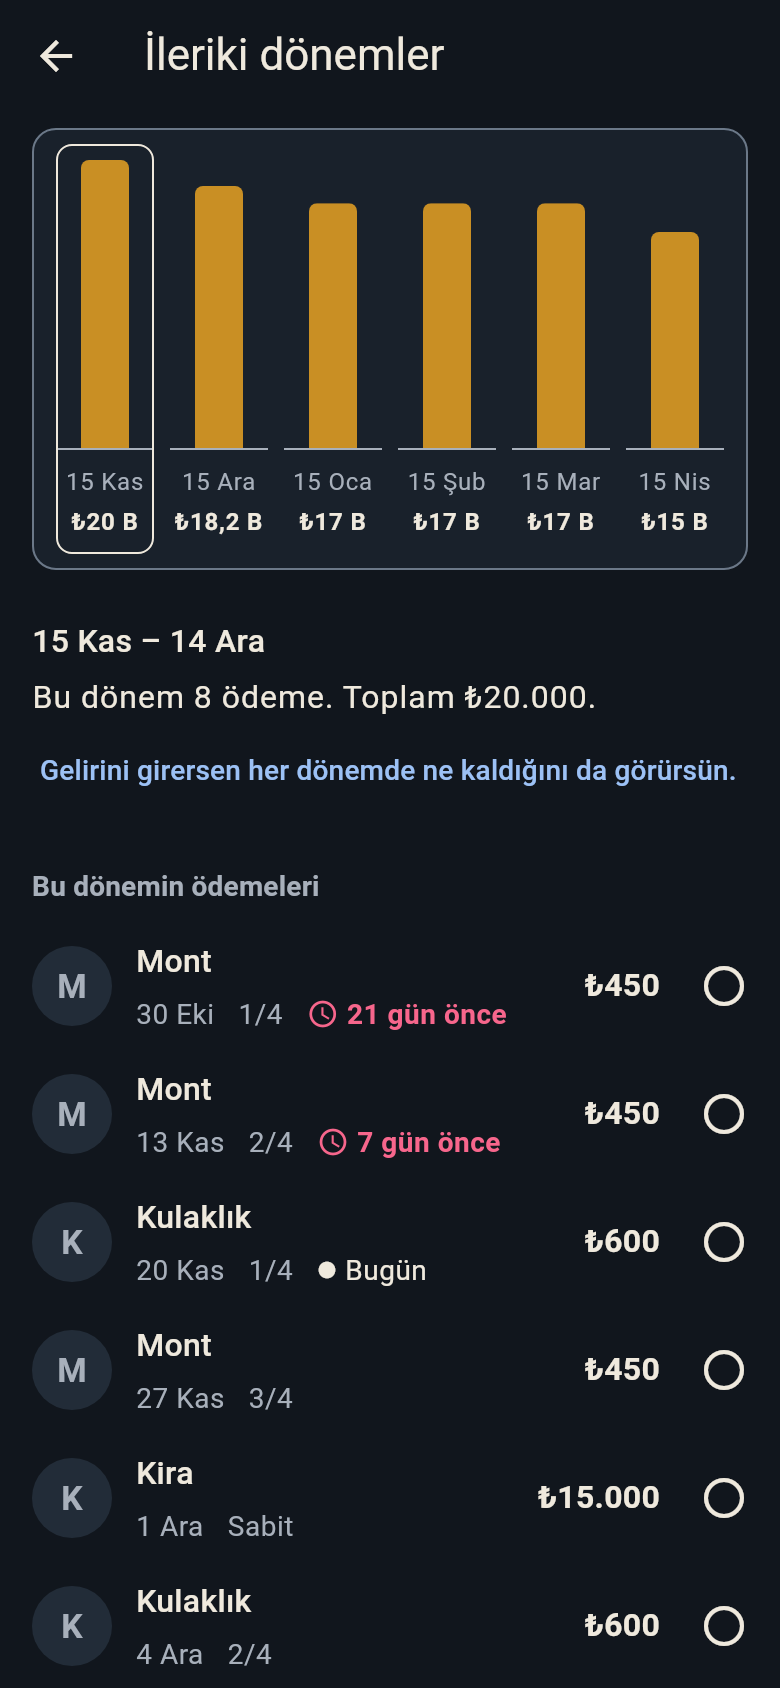 İleriki dönemler
15 Kas 15 Ara 15 Oca 15 Şub 15 Mar 15 Nis
₺20 B ₺18,2 B ₺17 B ₺17 B ₺17 B ₺15 B
15 Kas – 14 Ara
Bu dönem 8 ödeme. Toplam ₺20.000.
Gelirini girersen her dönemde ne kaldığını da görürsün.
Bu dönemin ödemeleri
M Mont ₺450
30 Eki 1/4 21 gün önce
M Mont ₺450
13 Kas 2/4 7 gün önce
K Kulaklık ₺600
20 Kas 1/4 Bugün
M Mont ₺450
27 Kas 3/4
K Kira ₺15.000
1 Ara Sabit
K Kulaklık ₺600
4 Ara 2/4